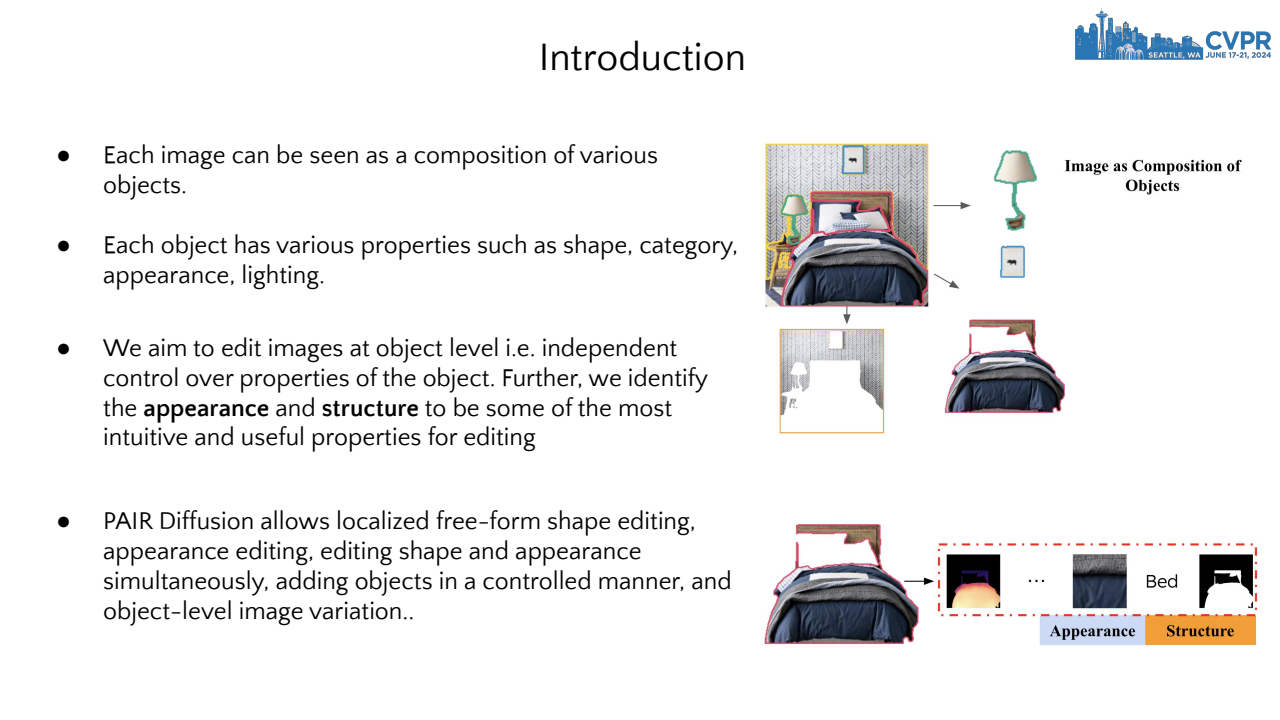 Introduction
SEATTLE, WA
CVPR
JUNE 17-21, 2024
● Each image can be seen as a composition of various
objects.
● Each object has various properties such as shape, category,
appearance, lighting.
● We aim to edit images at object level i.e. independent
control over properties of the object. Further, we identify
the appearance and structure to be some of the most
intuitive and useful properties for editing
● PAIR Diffusion allows localized free-form shape editing,
appearance editing, editing shape and appearance
simultaneously, adding objects in a controlled manner, and
object-level image variation..
Image as Composition of
Objects
...
Bed
Appearance
Structure